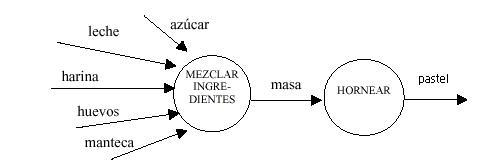 azúcar
leche
harina
huevos
manteca
MEZCLAR
INGRE-
DIENTES
masa
HORNEAR
pastel